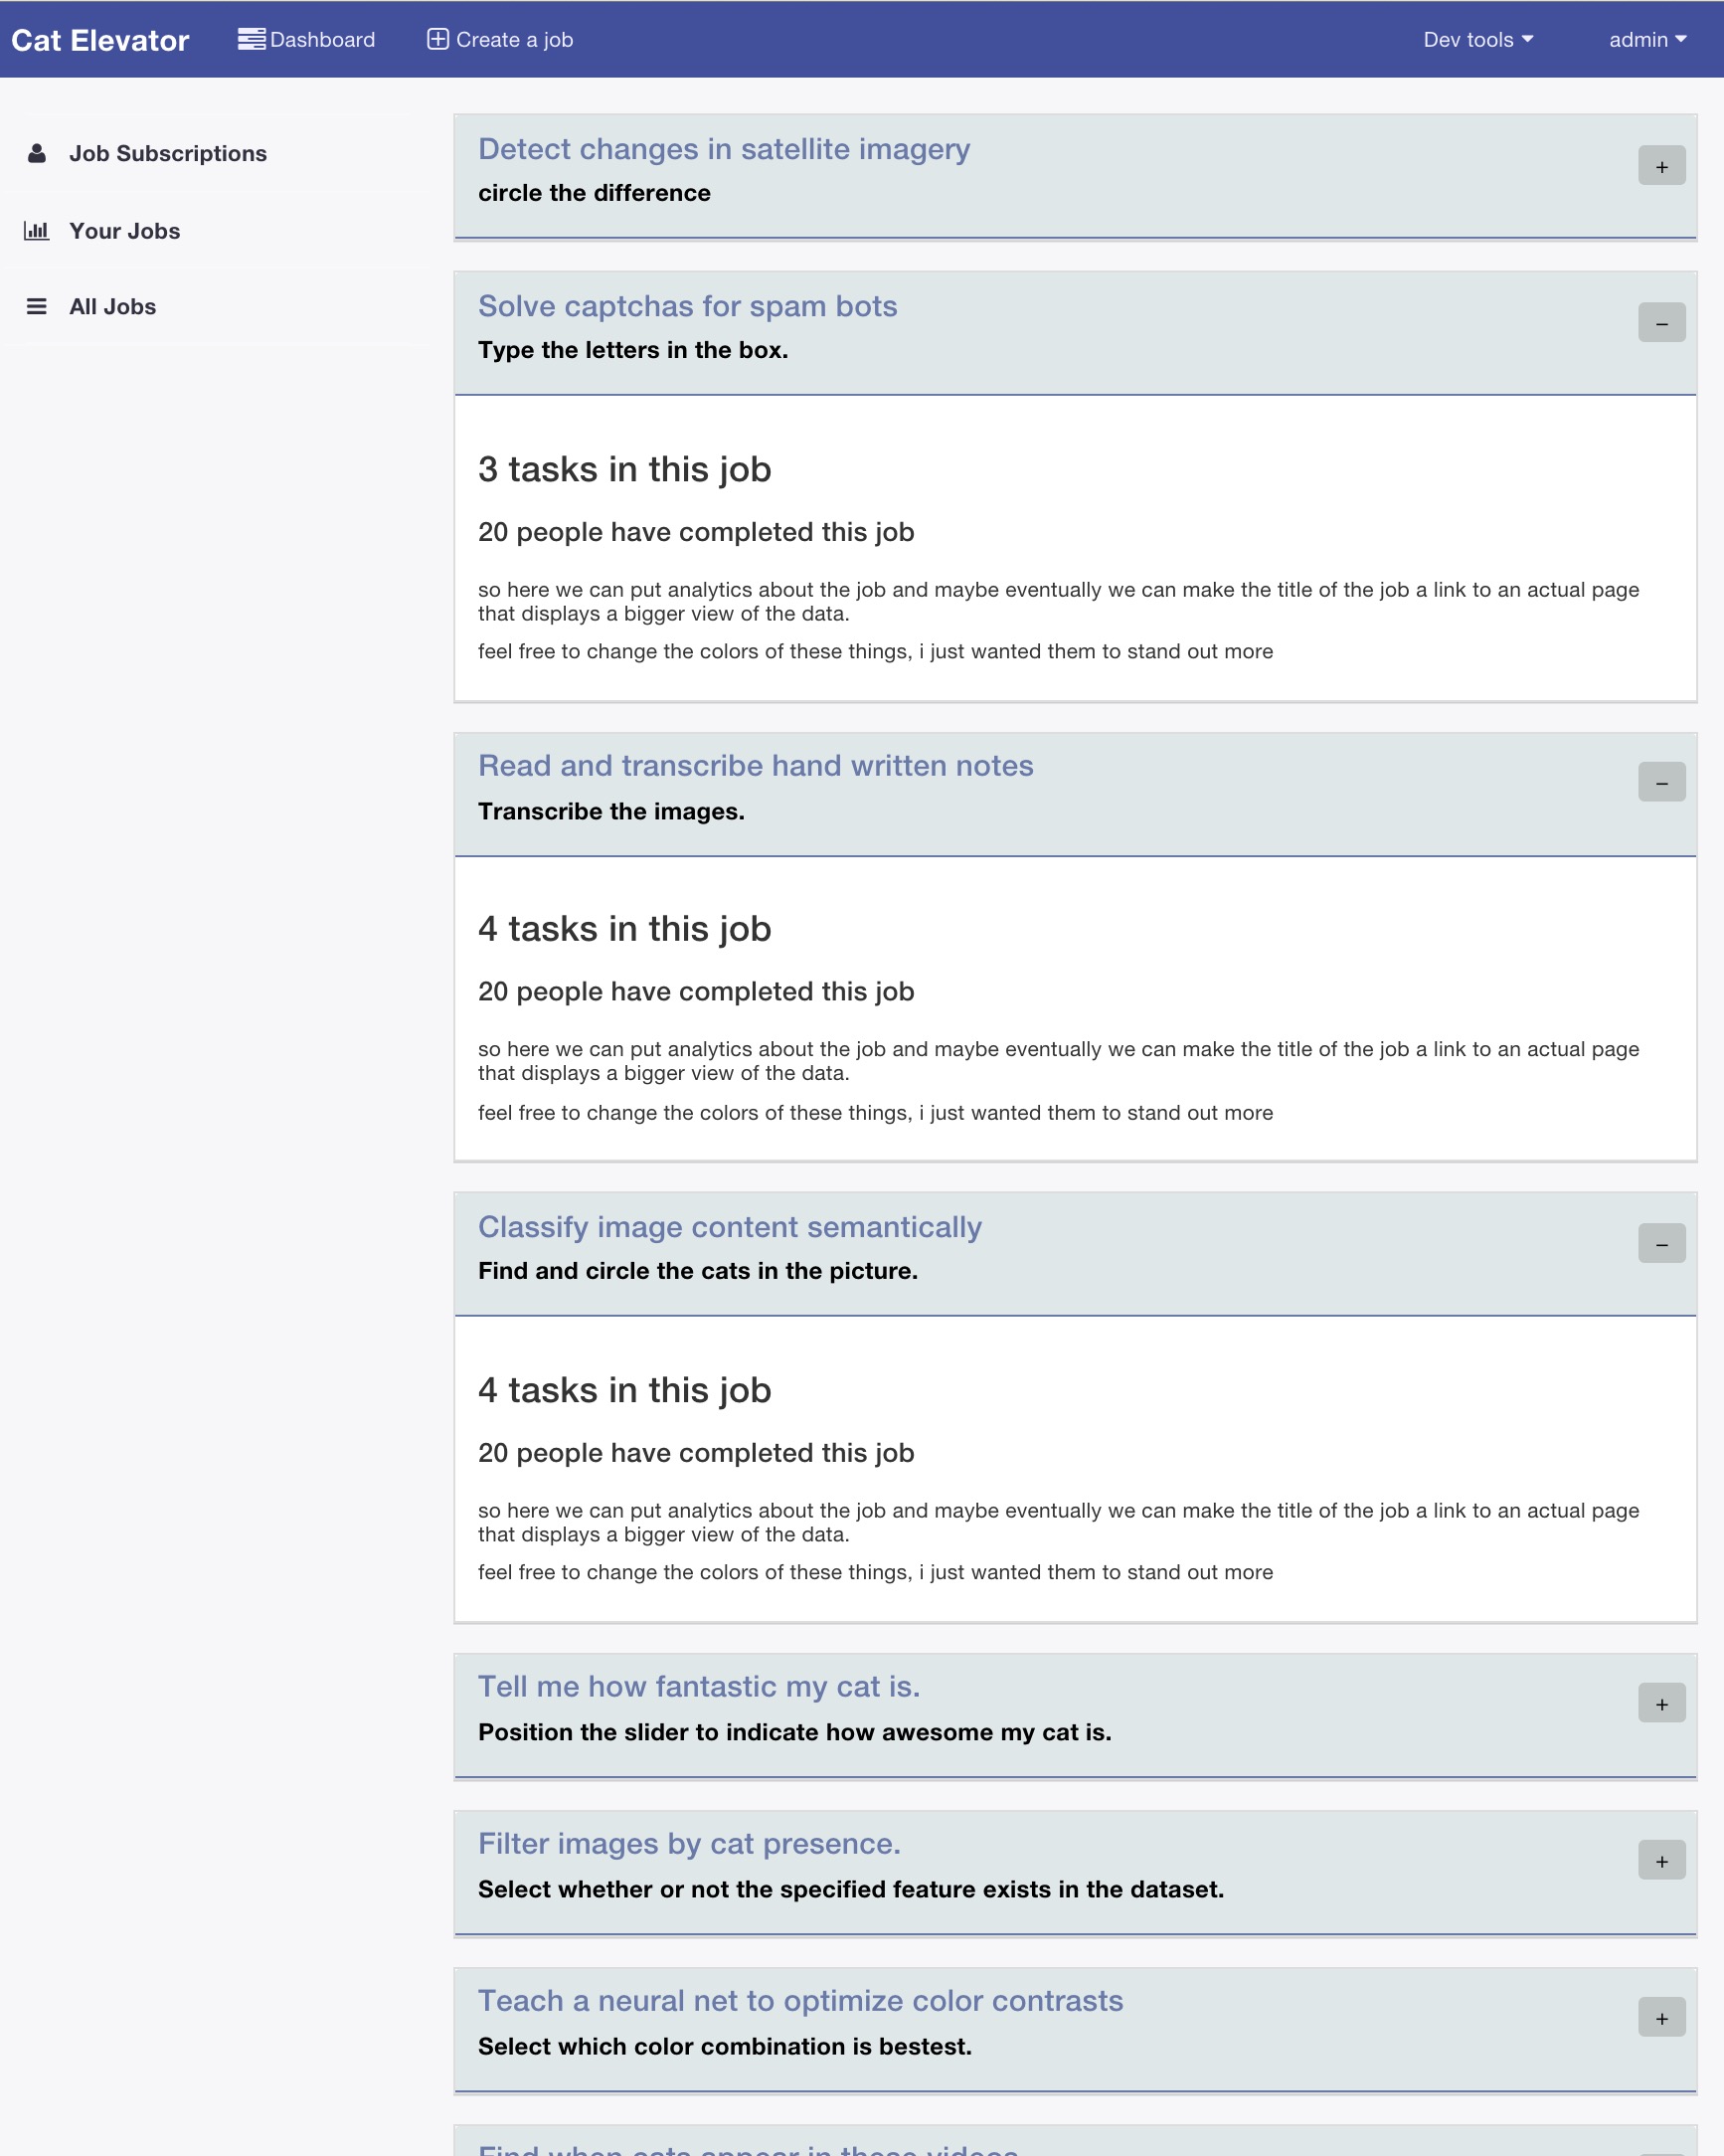 Cat Elevator Dashboard Create a job Dev tools admin
Job Subscriptions
Your Jobs
All Jobs
Detect changes in satellite imagery
+
circle the difference
Solve captchas for spam bots
–
Type the letters in the box.
3 tasks in this job
20 people have completed this job
so here we can put analytics about the job and maybe eventually we can make the title of the job a link to an actual page
that displays a bigger view of the data.
feel free to change the colors of these things, i just wanted them to stand out more
Read and transcribe hand written notes
–
Transcribe the images.
4 tasks in this job
20 people have completed this job
so here we can put analytics about the job and maybe eventually we can make the title of the job a link to an actual page
that displays a bigger view of the data.
feel free to change the colors of these things, i just wanted them to stand out more
Classify image content semantically
–
Find and circle the cats in the picture.
4 tasks in this job
20 people have completed this job
so here we can put analytics about the job and maybe eventually we can make the title of the job a link to an actual page
that displays a bigger view of the data.
feel free to change the colors of these things, i just wanted them to stand out more
Tell me how fantastic my cat is.
+
Position the slider to indicate how awesome my cat is.
Filter images by cat presence.
+
Select whether or not the specified feature exists in the dataset.
Teach a neural net to optimize color contrasts
+
Select which color combination is bestest.
Find when cats appear in these videos